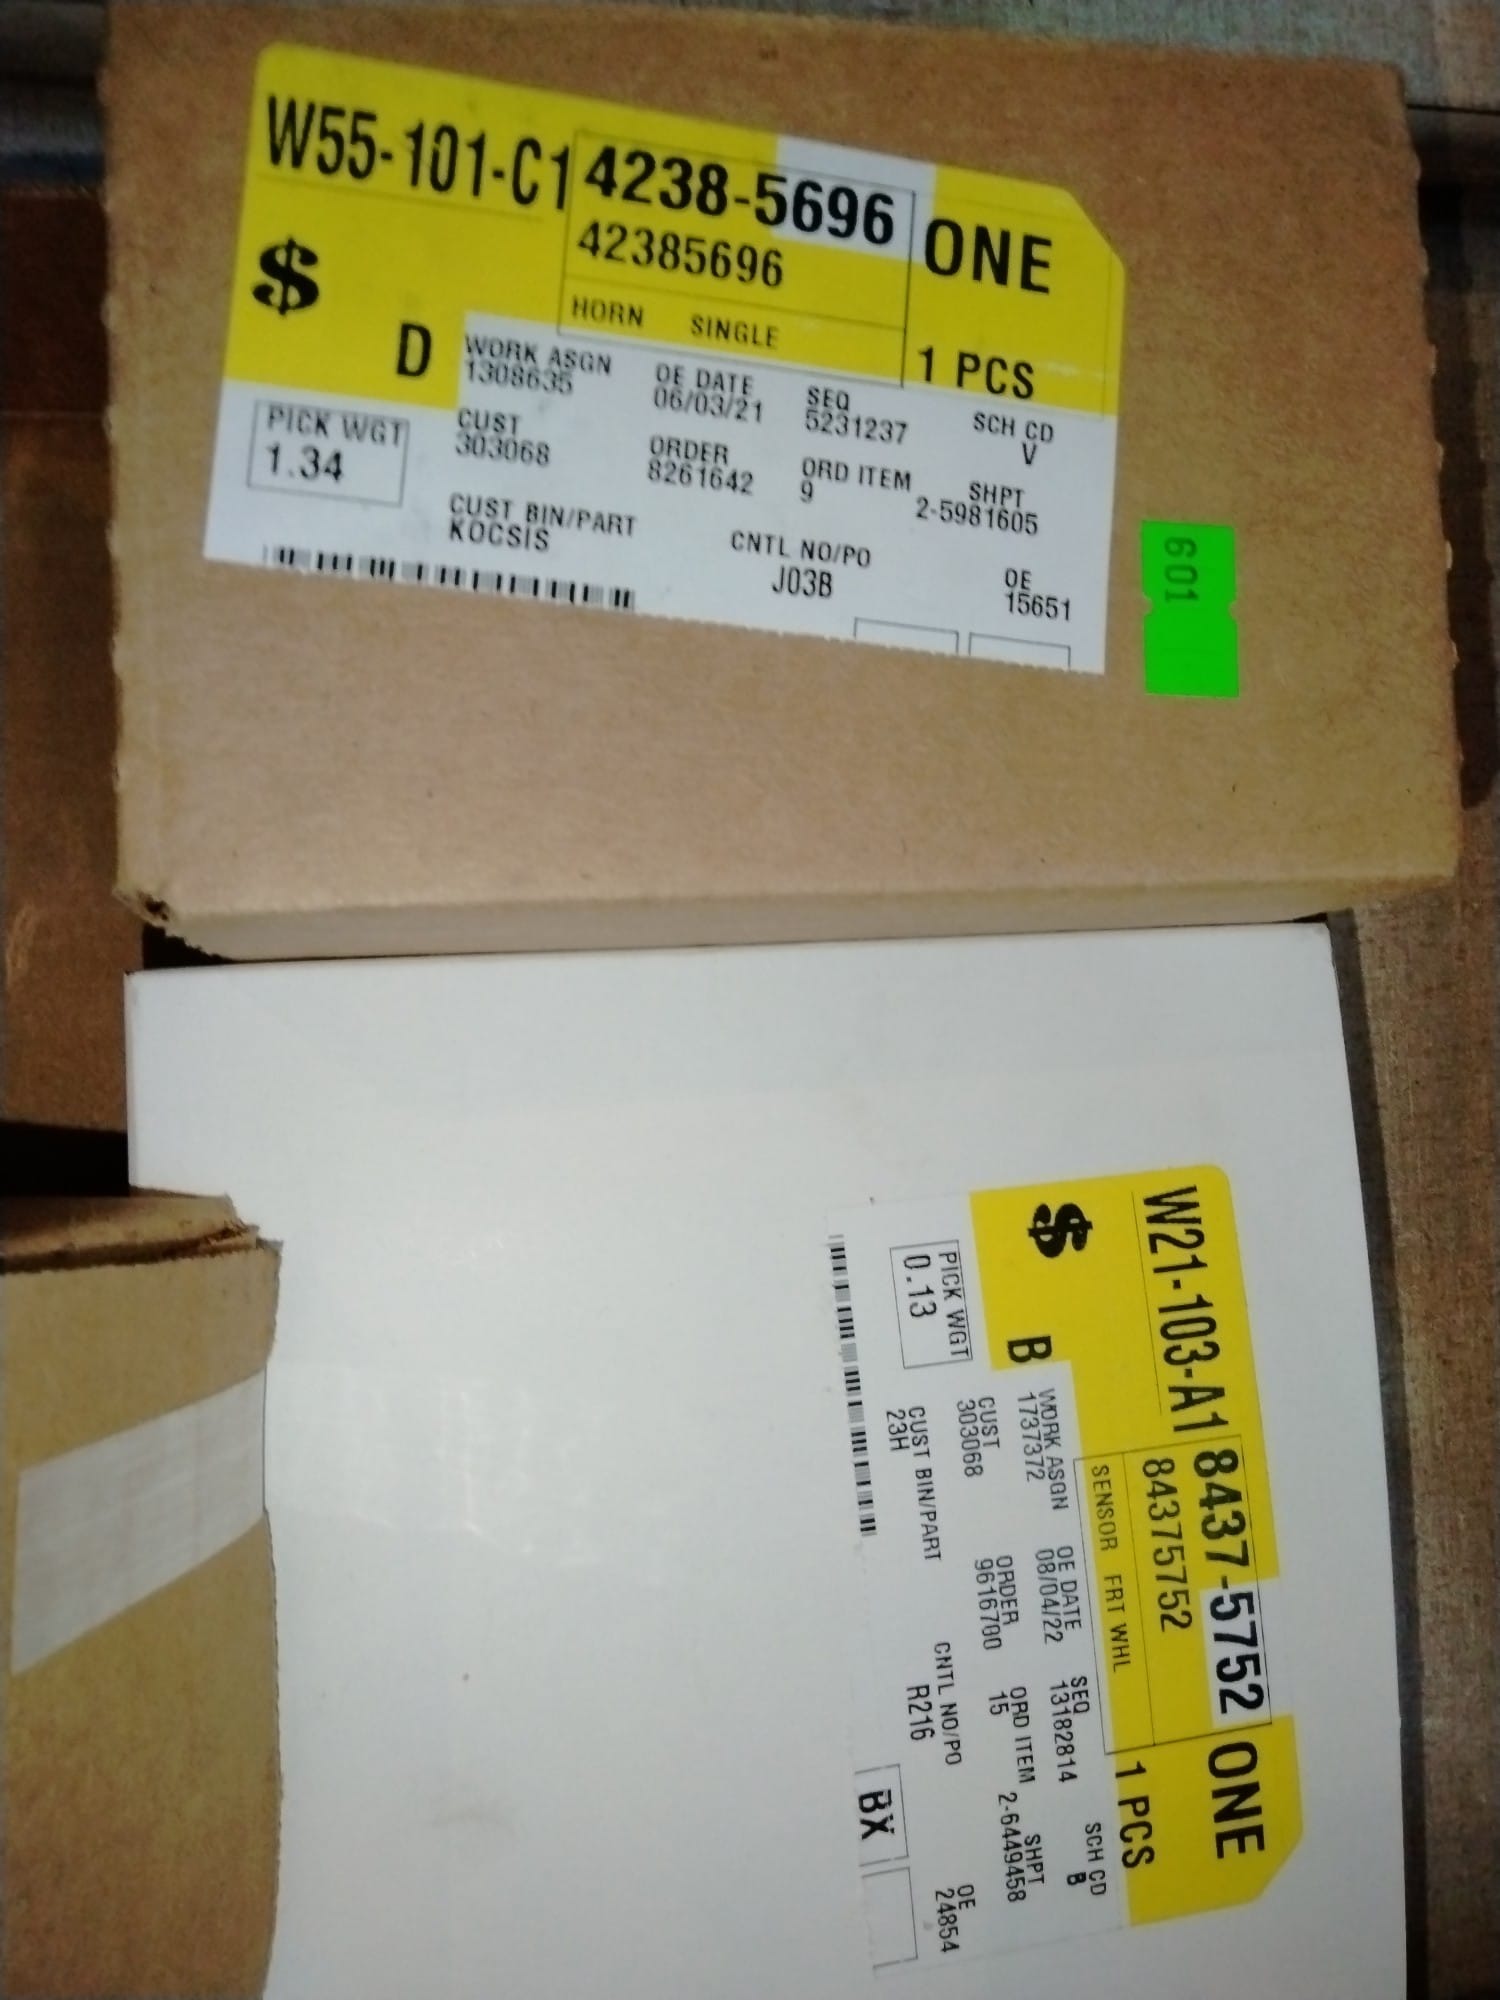 W55-101-C1
4238-5696
ONE
42385696
$
D
HORN SINGLE
1 PCS
WORK ASGN
1308635
OE DATE
06/03/21
SEQ
5231237
SCH CD
V
PICK WGT
1.34
CUST
303068
ORDER
8261642
ORD ITEM
9
SHPT
2-5981605
CUST BIN/PART
KOCSIS
CNTL NO/PO
J03B
OE
15651
601
W21-103-A1
8437-5752
ONE
84375752
$
B
SENSOR FRT WHL
1 PCS
WORK ASGN
1737372
OE DATE
08/04/22
SEQ
13182814
SCH CD
B
PICK WGT
0.13
CUST
303068
ORDER
9616700
ORD ITEM
15
SHPT
2-6449458
CUST BIN/PART
23H
CNTL NO/PO
R216
OE
24854
BX